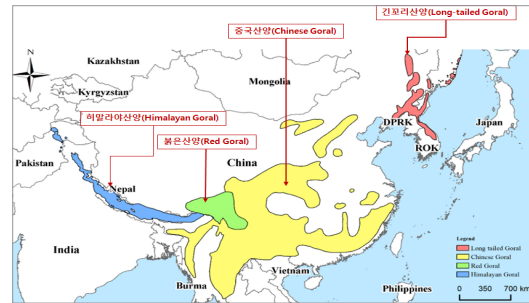 긴꼬리산양(Long-tailed Goral)
중국산양(Chinese Goral)
N
Kazakhstan
Mongolia
Kyrgyzstan
히말라야산양(Himalayan Goral)
DPRK
Japan
붉은산양(Red Goral)
ROK
Pakistan
China
Nepal
India
Legend
Long tailed Goral
Chinese Goral
Red Goral
Himalayan Goral
Vietnam
Burma
Philippines
0 350 700 km